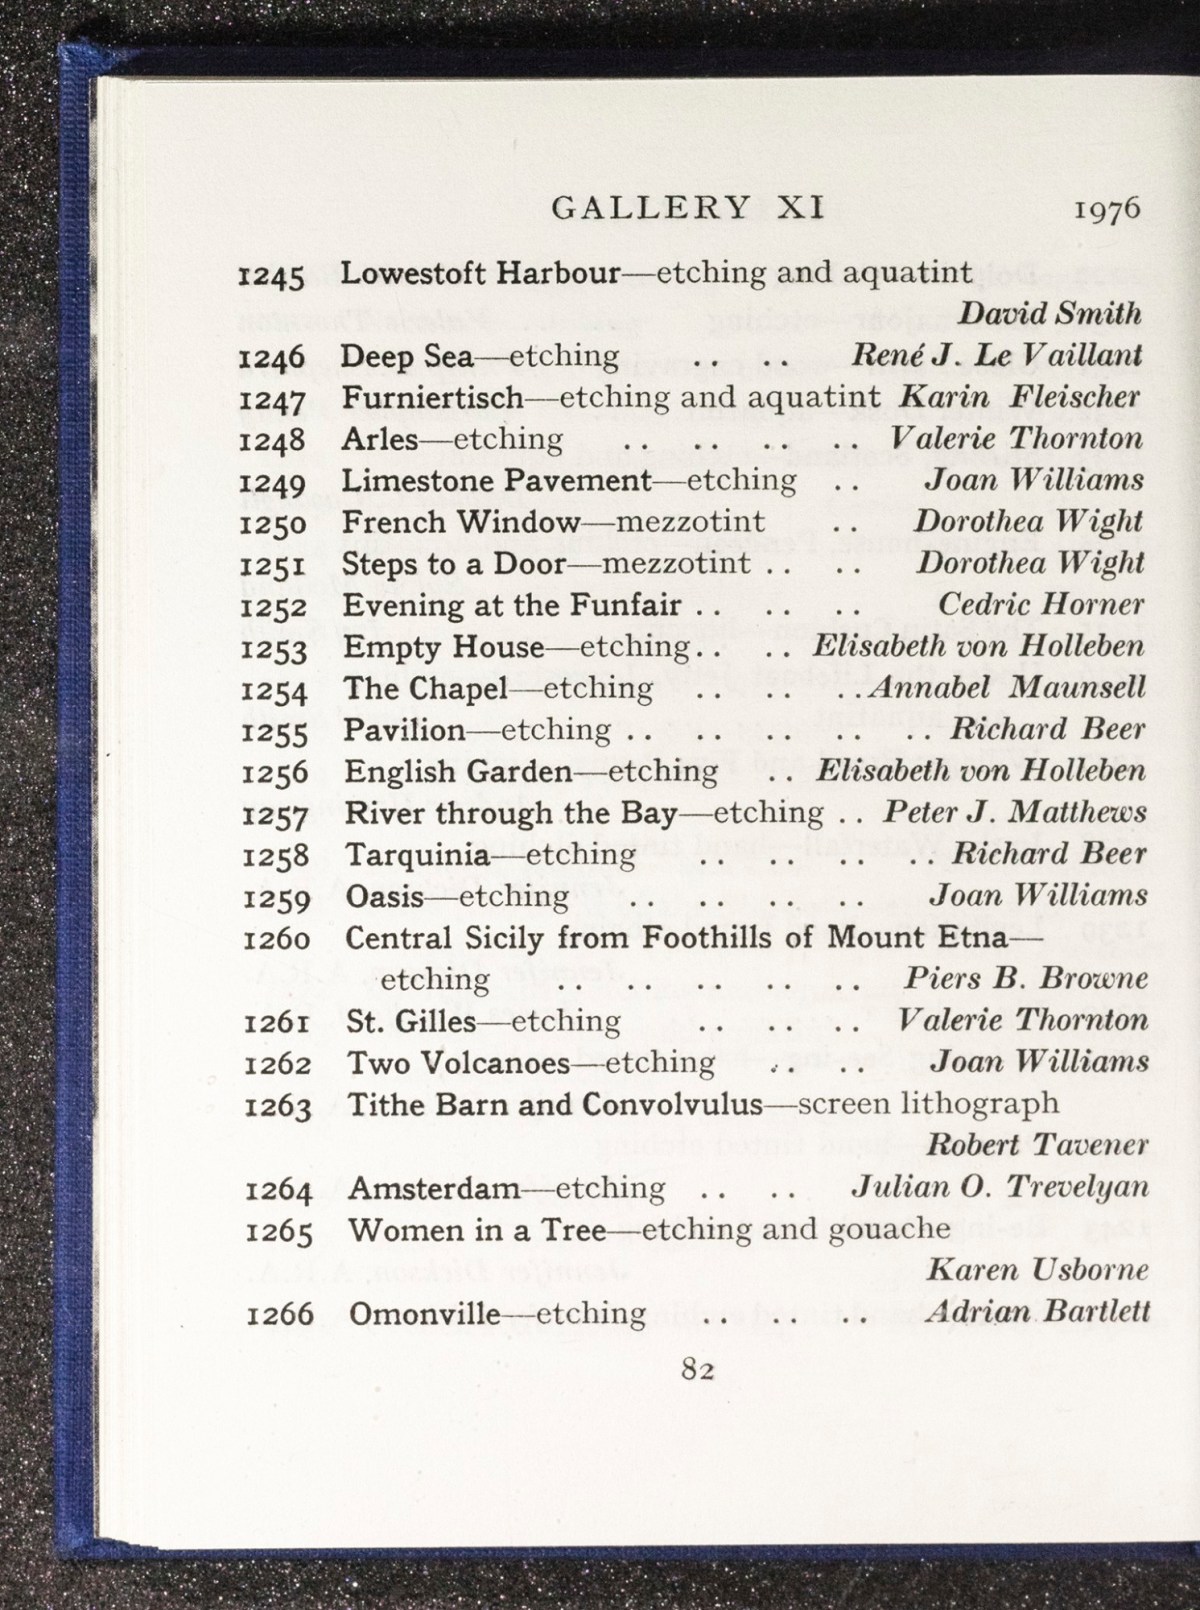 GALLERY XI 1976
1245 Lowestoft Harbour—etching and aquatint
David Smith
1246 Deep Sea—etching .. .. René J. Le Vaillant
1247 Furniertisch—etching and aquatint Karin Fleischer
1248 Arles—etching .. .. .. .. Valerie Thornton
1249 Limestone Pavement—etching .. Joan Williams
1250 French Window—mezzotint .. Dorothea Wight
1251 Steps to a Door—mezzotint .. .. Dorothea Wight
1252 Evening at the Funfair .. .. .. Cedric Horner
1253 Empty House—etching .. .. Elisabeth von Holleben
1254 The Chapel—etching .. .. .. Annabel Maunsell
1255 Pavilion—etching .. .. .. .. .. Richard Beer
1256 English Garden—etching .. Elisabeth von Holleben
1257 River through the Bay—etching .. Peter J. Matthews
1258 Tarquinia—etching .. .. .. .. Richard Beer
1259 Oasis—etching .. .. .. .. Joan Williams
1260 Central Sicily from Foothills of Mount Etna—
etching .. .. .. .. .. Piers B. Browne
1261 St. Gilles—etching .. .. .. Valerie Thornton
1262 Two Volcanoes—etching .. .. Joan Williams
1263 Tithe Barn and Convolvulus—screen lithograph
Robert Tavener
1264 Amsterdam—etching .. .. Julian O. Trevelyan
1265 Women in a Tree—etching and gouache
Karen Usborne
1266 Omonville—etching .. .. .. Adrian Bartlett
82